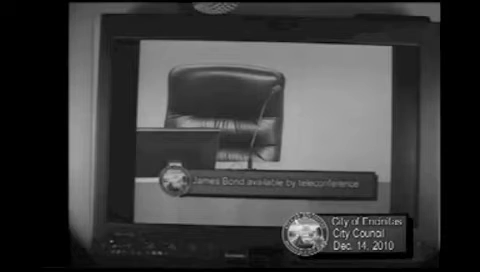 James Bond available by teleconference
City of Encinitas
City Council
Dec. 14, 2010